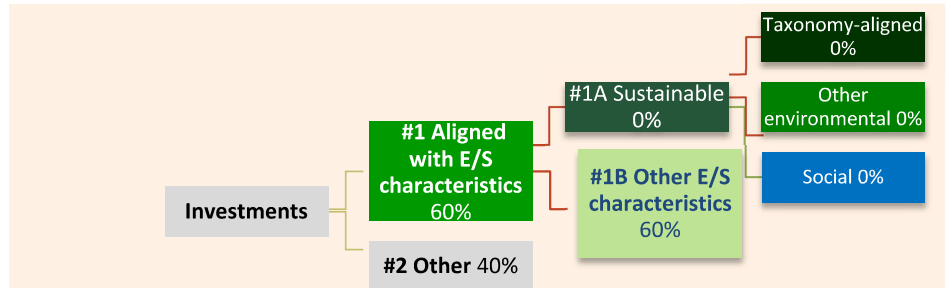 Investments
#1 Aligned
with E/S
characteristics
60%
#2 Other 40%
#1A Sustainable
0%
#1B Other E/S
characteristics
60%
Taxonomy-aligned
0%
Other
environmental 0%
Social 0%